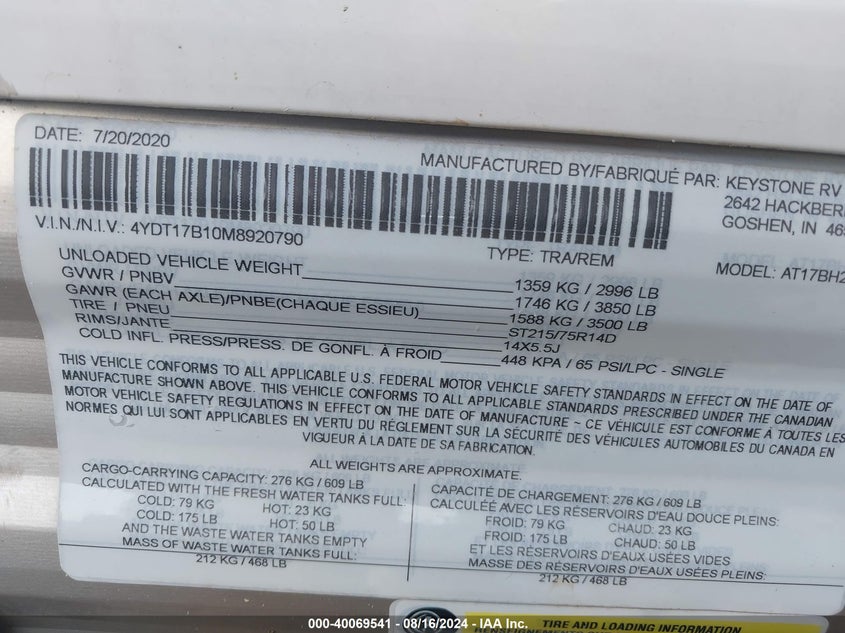 DATE: 7/20/2020
MANUFACTURED BY/FABRIQUÉ PAR: KEYSTONE RV
2642 HACKBER
GOSHEN, IN 46
V.I.N./N.I.V.: 4YDT17B10M8920790
TYPE: TRA/REM
MODEL: AT17BH2
UNLOADED VEHICLE WEIGHT 1359 KG / 2996 LB
GVWR / PNBV 1746 KG / 3850 LB
GAWR (EACH AXLE)/PNBE(CHAQUE ESSIEU) 1588 KG / 3500 LB
TIRE / PNEU ST215/75R14D
RIMS/JANTE 14X5.5J
COLD INFL. PRESS/PRESS. DE GONFL. À FROID 448 KPA / 65 PSI/LPC - SINGLE
THIS VEHICLE CONFORMS TO ALL APPLICABLE U.S. FEDERAL MOTOR VEHICLE SAFETY STANDARDS IN EFFECT ON THE DATE OF
MANUFACTURE SHOWN ABOVE. THIS VEHICLE CONFORMS TO ALL APPLICABLE STANDARDS PRESCRIBED UNDER THE CANADIAN
MOTOR VEHICLE SAFETY REGULATIONS IN EFFECT ON THE DATE OF MANUFACTURE ~ CE VÉHICULE EST CONFORME À TOUTES LES
NORMES QUI LUI SONT APPLICABLES EN VERTU DU RÈGLEMENT SUR LA SÉCURITÉ DES VÉHICULES AUTOMOBILES DU CANADA EN
VIGUEUR À LA DATE DE SA FABRICATION.
ALL WEIGHTS ARE APPROXIMATE.
CARGO-CARRYING CAPACITY: 276 KG / 609 LB
CALCULATED WITH THE FRESH WATER TANKS FULL:
COLD: 79 KG HOT: 23 KG
COLD: 175 LB HOT: 50 LB
AND THE WASTE WATER TANKS EMPTY
MASS OF WASTE WATER TANKS FULL:
212 KG / 468 LB
CAPACITÉ DE CHARGEMENT: 276 KG / 609 LB
CALCULÉE AVEC LES RÉSERVOIRS D'EAU DOUCE PLEINS:
FROID: 79 KG CHAUD: 23 KG
FROID: 175 LB CHAUD: 50 LB
ET LES RÉSERVOIRS D'EAUX USÉES VIDES
MASSE DES RÉSERVOIRS D'EAUX USÉES PLEINS:
212 KG / 468 LB
TIRE AND LOADING INFORMATION
000-40069541 - 08/16/2024 - IAA Inc.